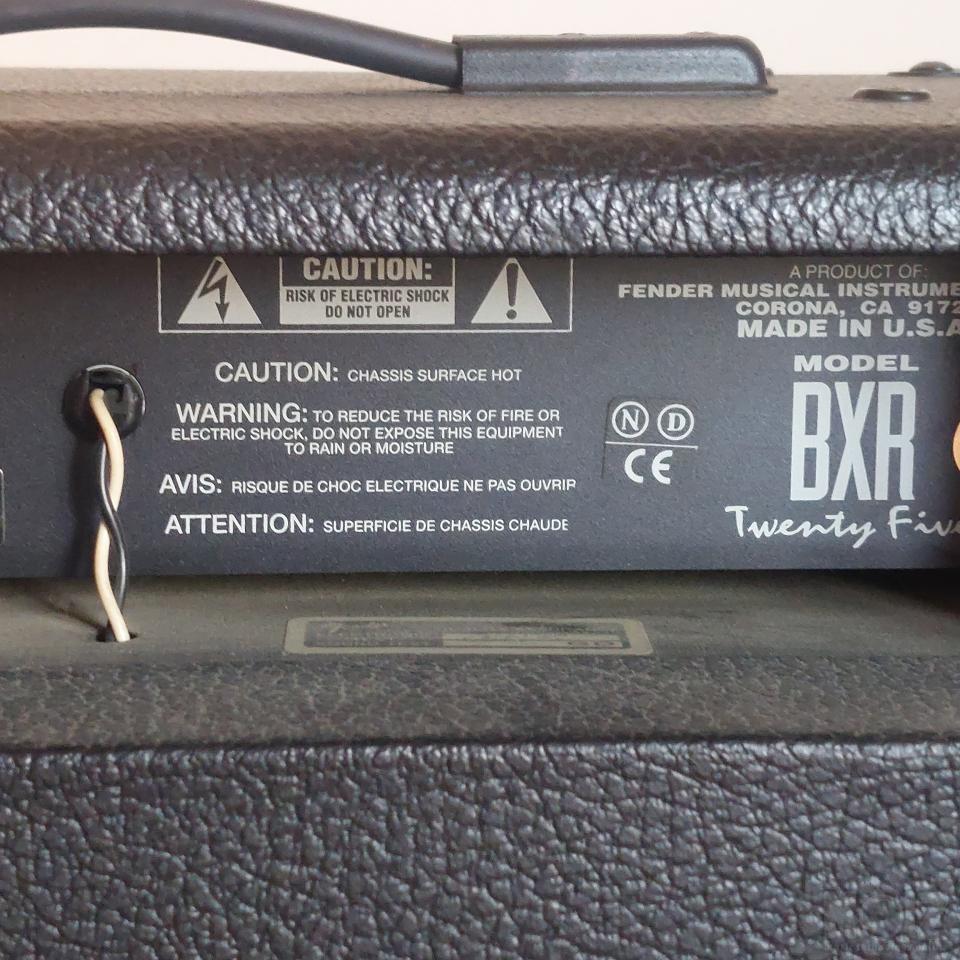 CAUTION:
RISK OF ELECTRIC SHOCK
DO NOT OPEN
CAUTION: CHASSIS SURFACE HOT
WARNING: TO REDUCE THE RISK OF FIRE OR
ELECTRIC SHOCK, DO NOT EXPOSE THIS EQUIPMENT
TO RAIN OR MOISTURE
AVIS: RISQUE DE CHOC ELECTRIQUE NE PAS OUVRIR
ATTENTION: SUPERFICIE DE CHASSIS CHAUDE
N D
CE
A PRODUCT OF:
FENDER MUSICAL INSTRUME
CORONA, CA 9172
MADE IN U.S.A
MODEL
BXR
Twenty Five